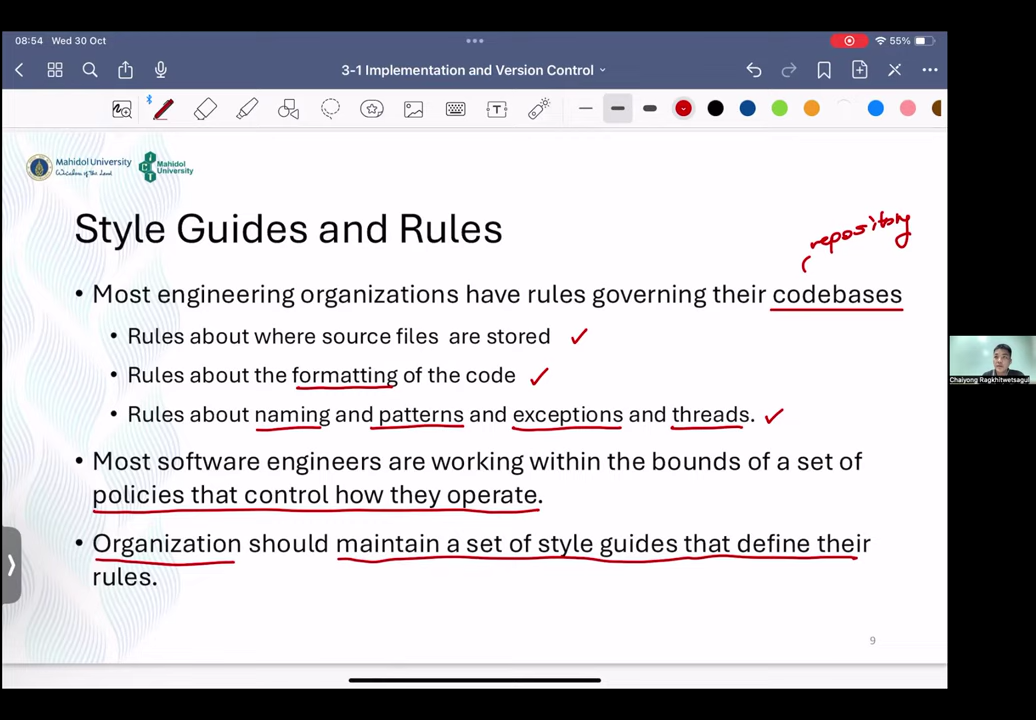 08:54 Wed 30 Oct
55%
3-1 Implementation and Version Control
T
Mahidol University
Wisdom of the Land
Mahidol
University
Style Guides and Rules
repository
• Most engineering organizations have rules governing their codebases
• Rules about where source files are stored ✓
• Rules about the formatting of the code ✓
• Rules about naming and patterns and exceptions and threads. ✓
• Most software engineers are working within the bounds of a set of
policies that control how they operate.
• Organization should maintain a set of style guides that define their
rules.
9
Chaiyong Ragkhitwetsagul